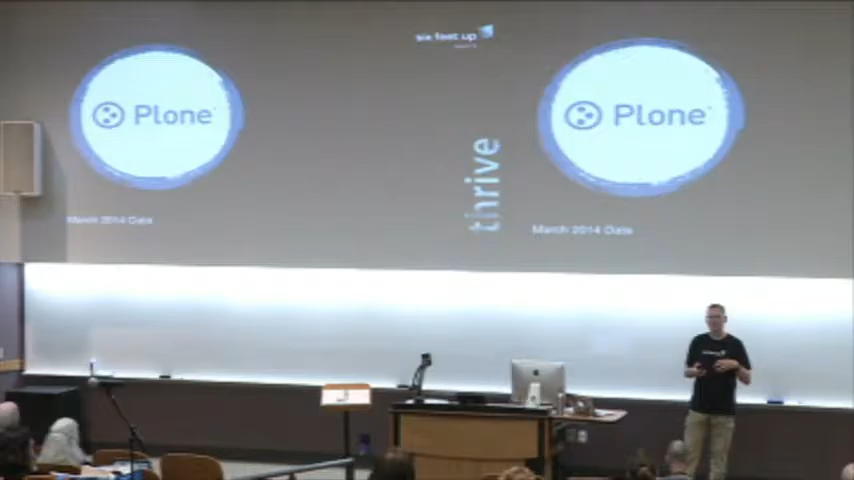 Plone
March 2014 Data
six feet up
thrive
Plone
March 2014 Data